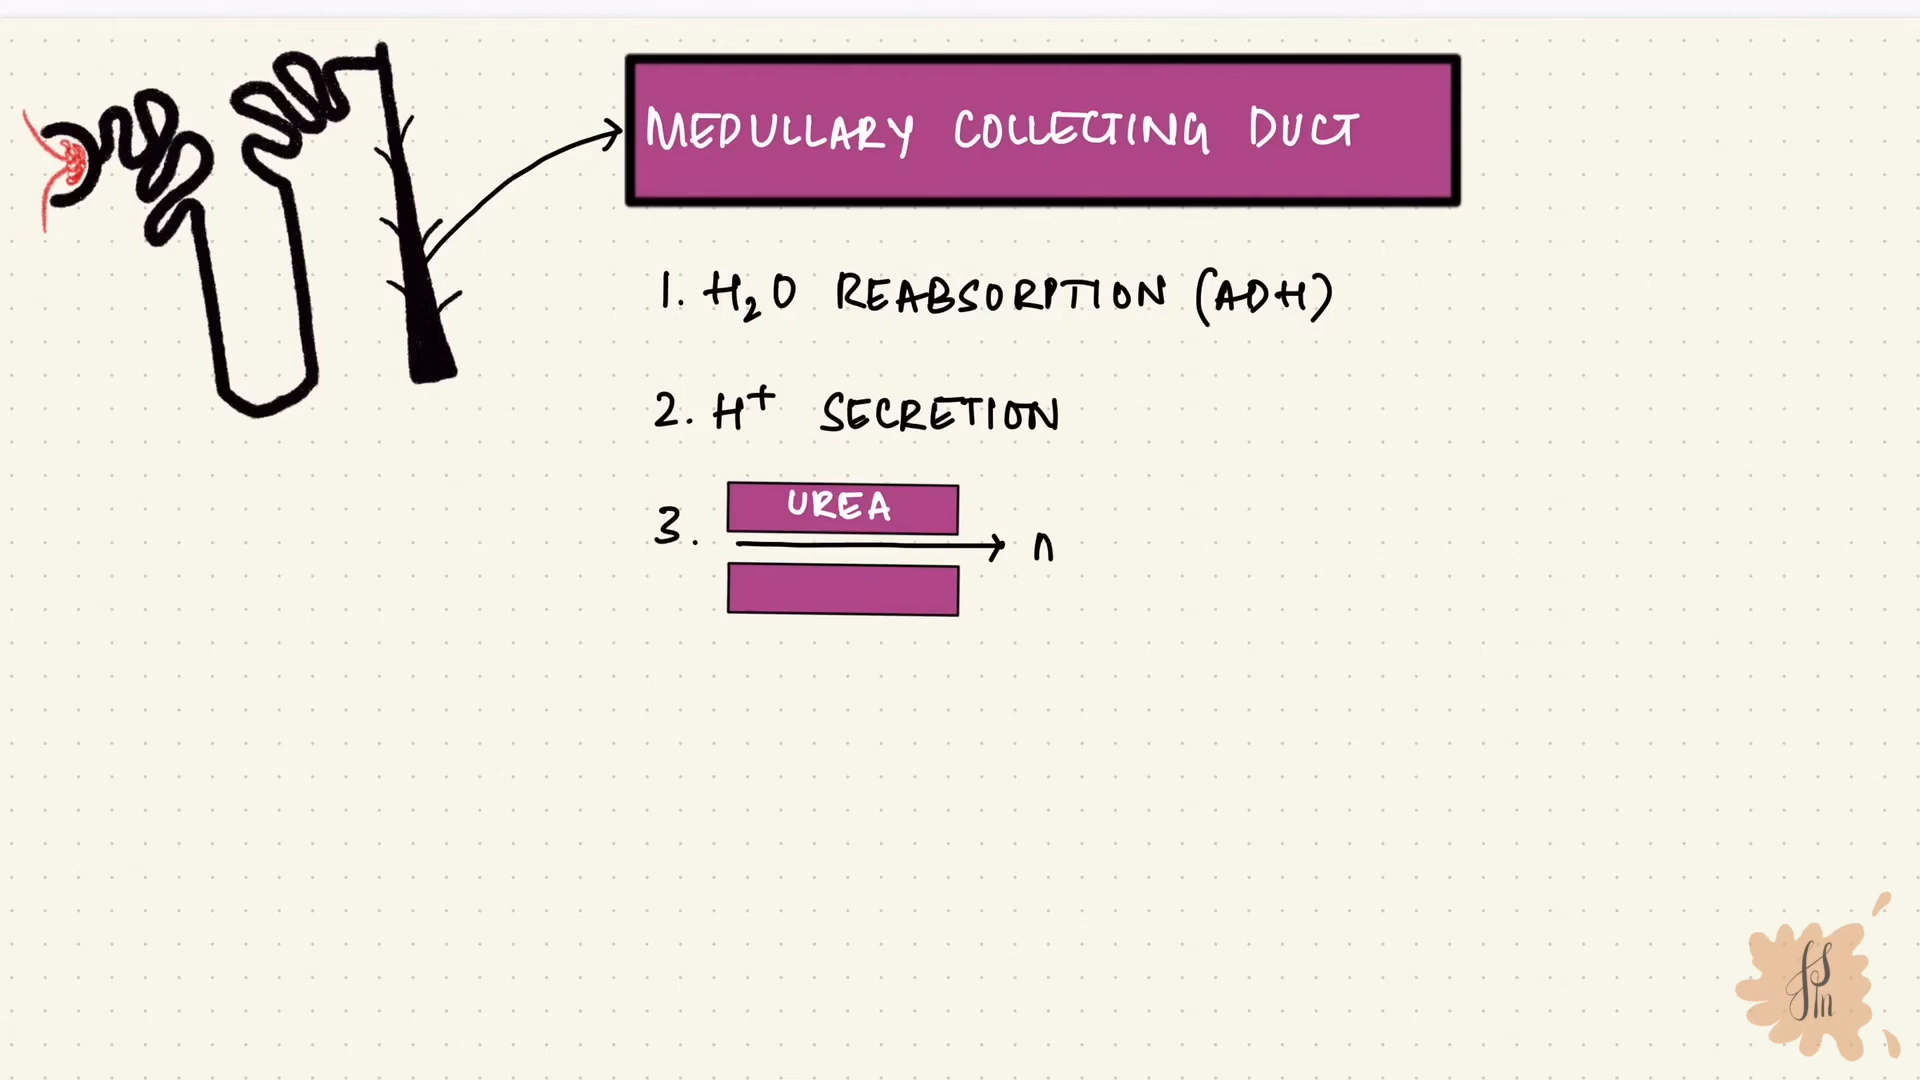 MEDULLARY COLLECTING DUCT
1. H₂O REABSORPTION (ADH)
2. H⁺ SECRETION
3. UREA
n